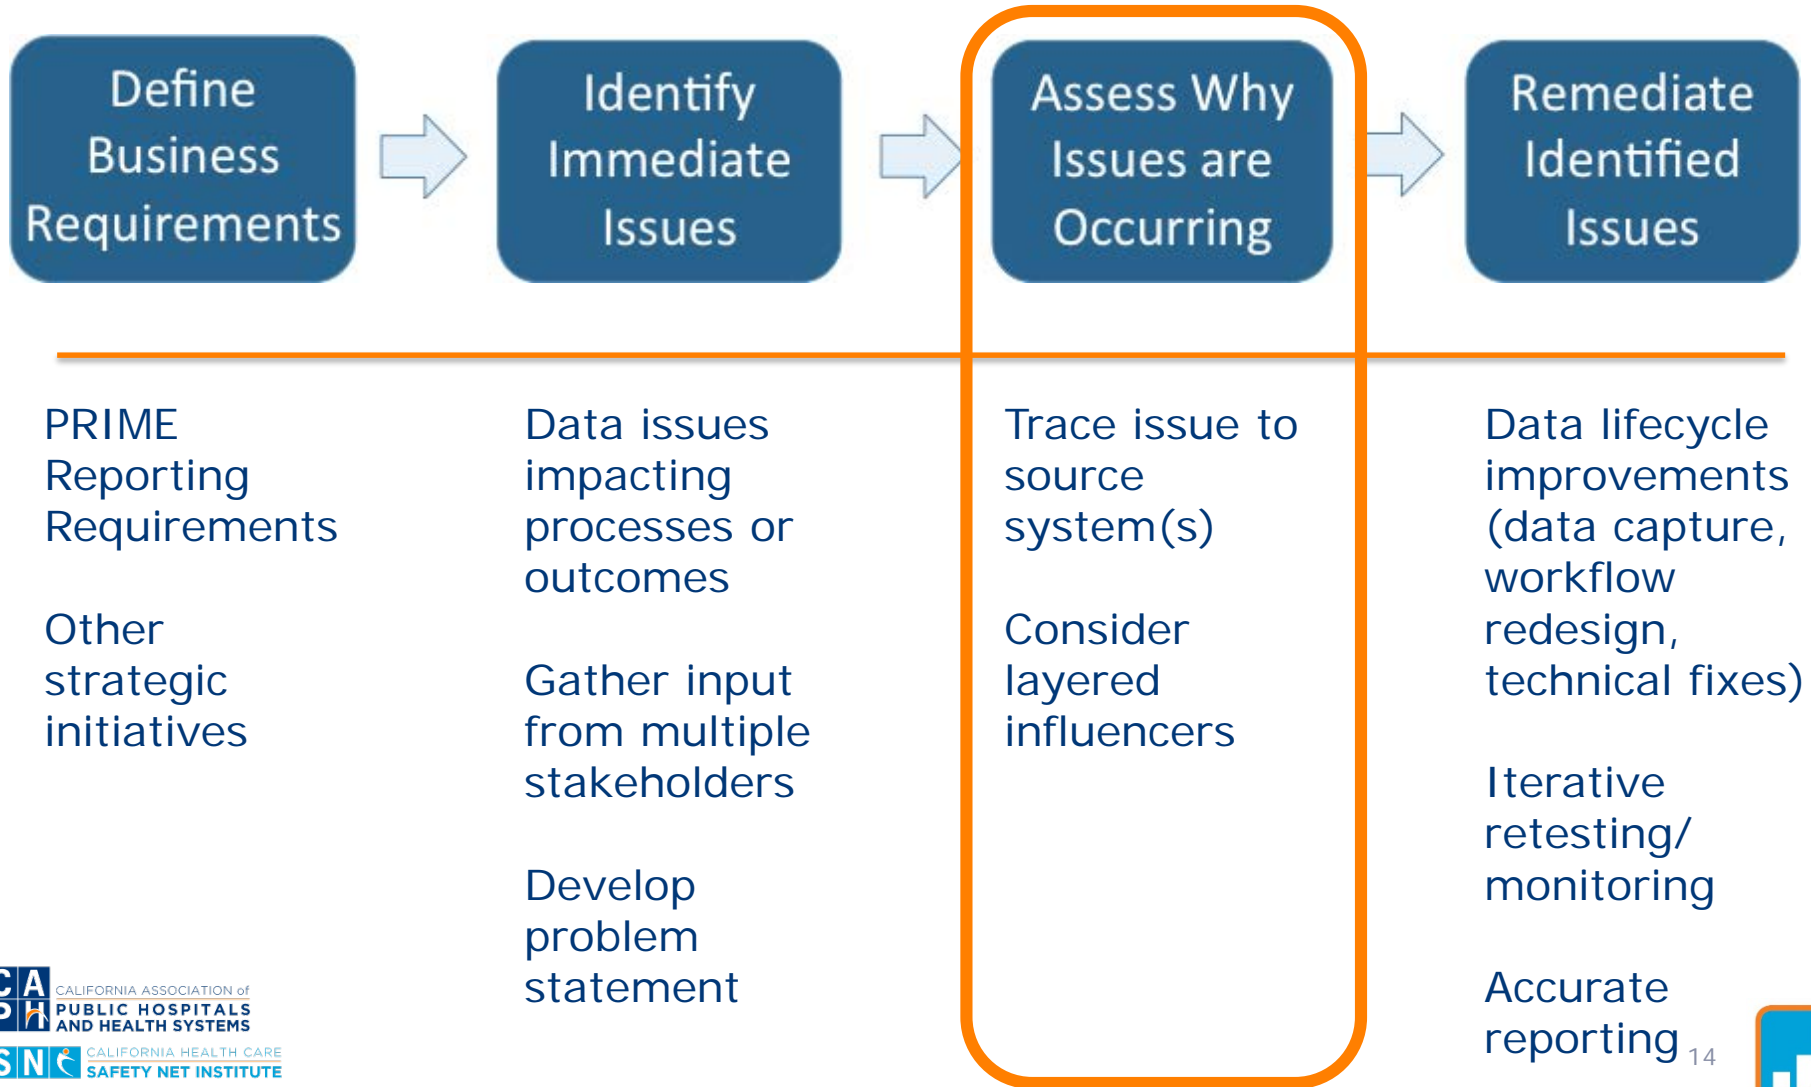 Define
Business
Requirements
Identify
Immediate
Issues
Assess Why
Issues are
Occurring
Remediate
Identified
Issues
PRIME
Reporting
Requirements
Other
strategic
initiatives
Data issues
impacting
processes or
outcomes
Gather input
from multiple
stakeholders
Develop
problem
statement
Trace issue to
source
system(s)
Consider
layered
influencers
Data lifecycle
improvements
(data capture,
workflow
redesign,
technical fixes)
Iterative
retesting/
monitoring
Accurate
reporting
CA
PH
CALIFORNIA ASSOCIATION of
PUBLIC HOSPITALS
AND HEALTH SYSTEMS
SN
CALIFORNIA HEALTH CARE
SAFETY NET INSTITUTE
14